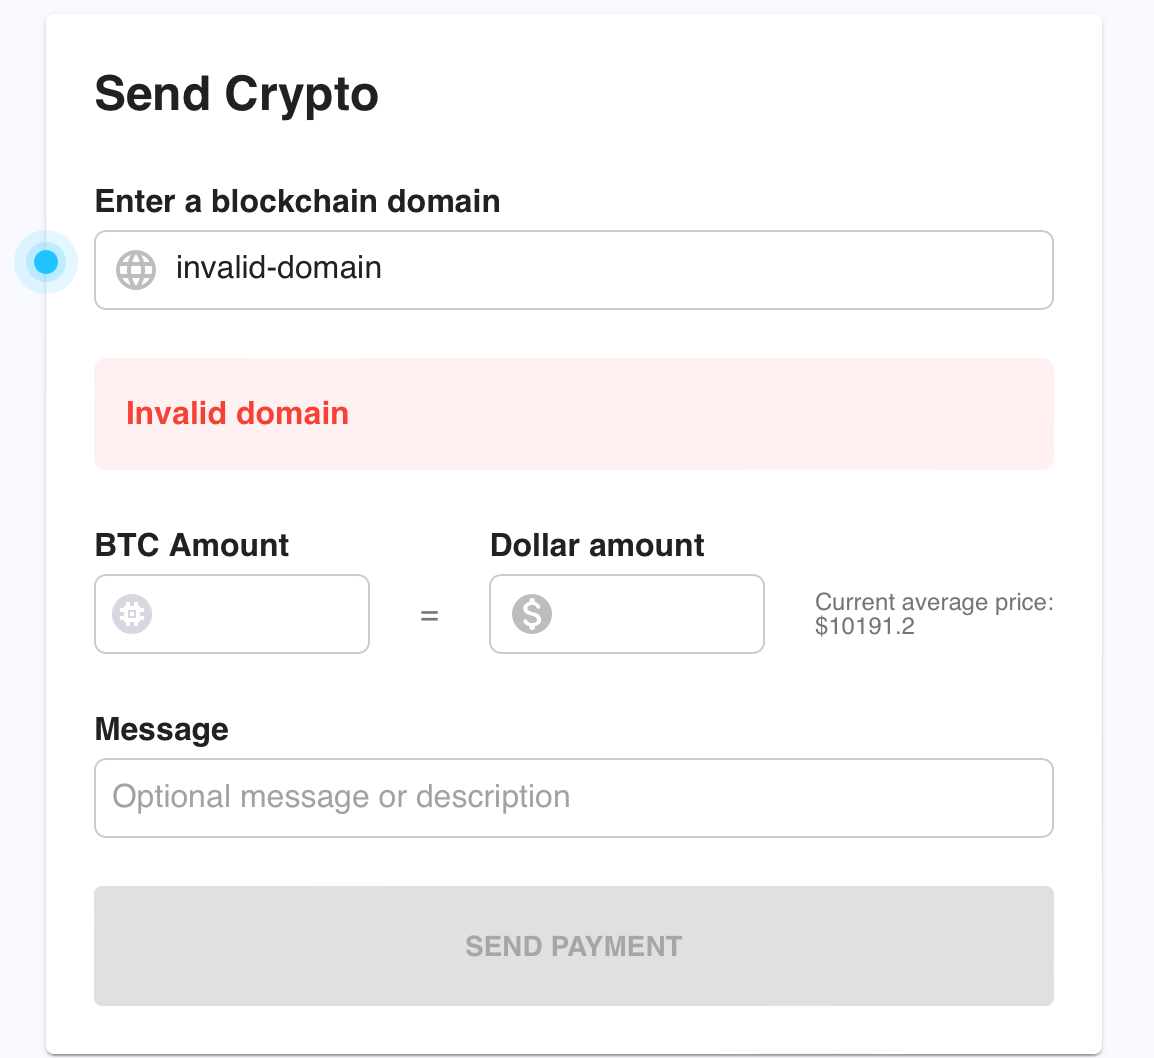 Send Crypto
Enter a blockchain domain
invalid-domain
Invalid domain
BTC Amount
Dollar amount
=
$
Current average price:
$10191.2
Message
Optional message or description
SEND PAYMENT